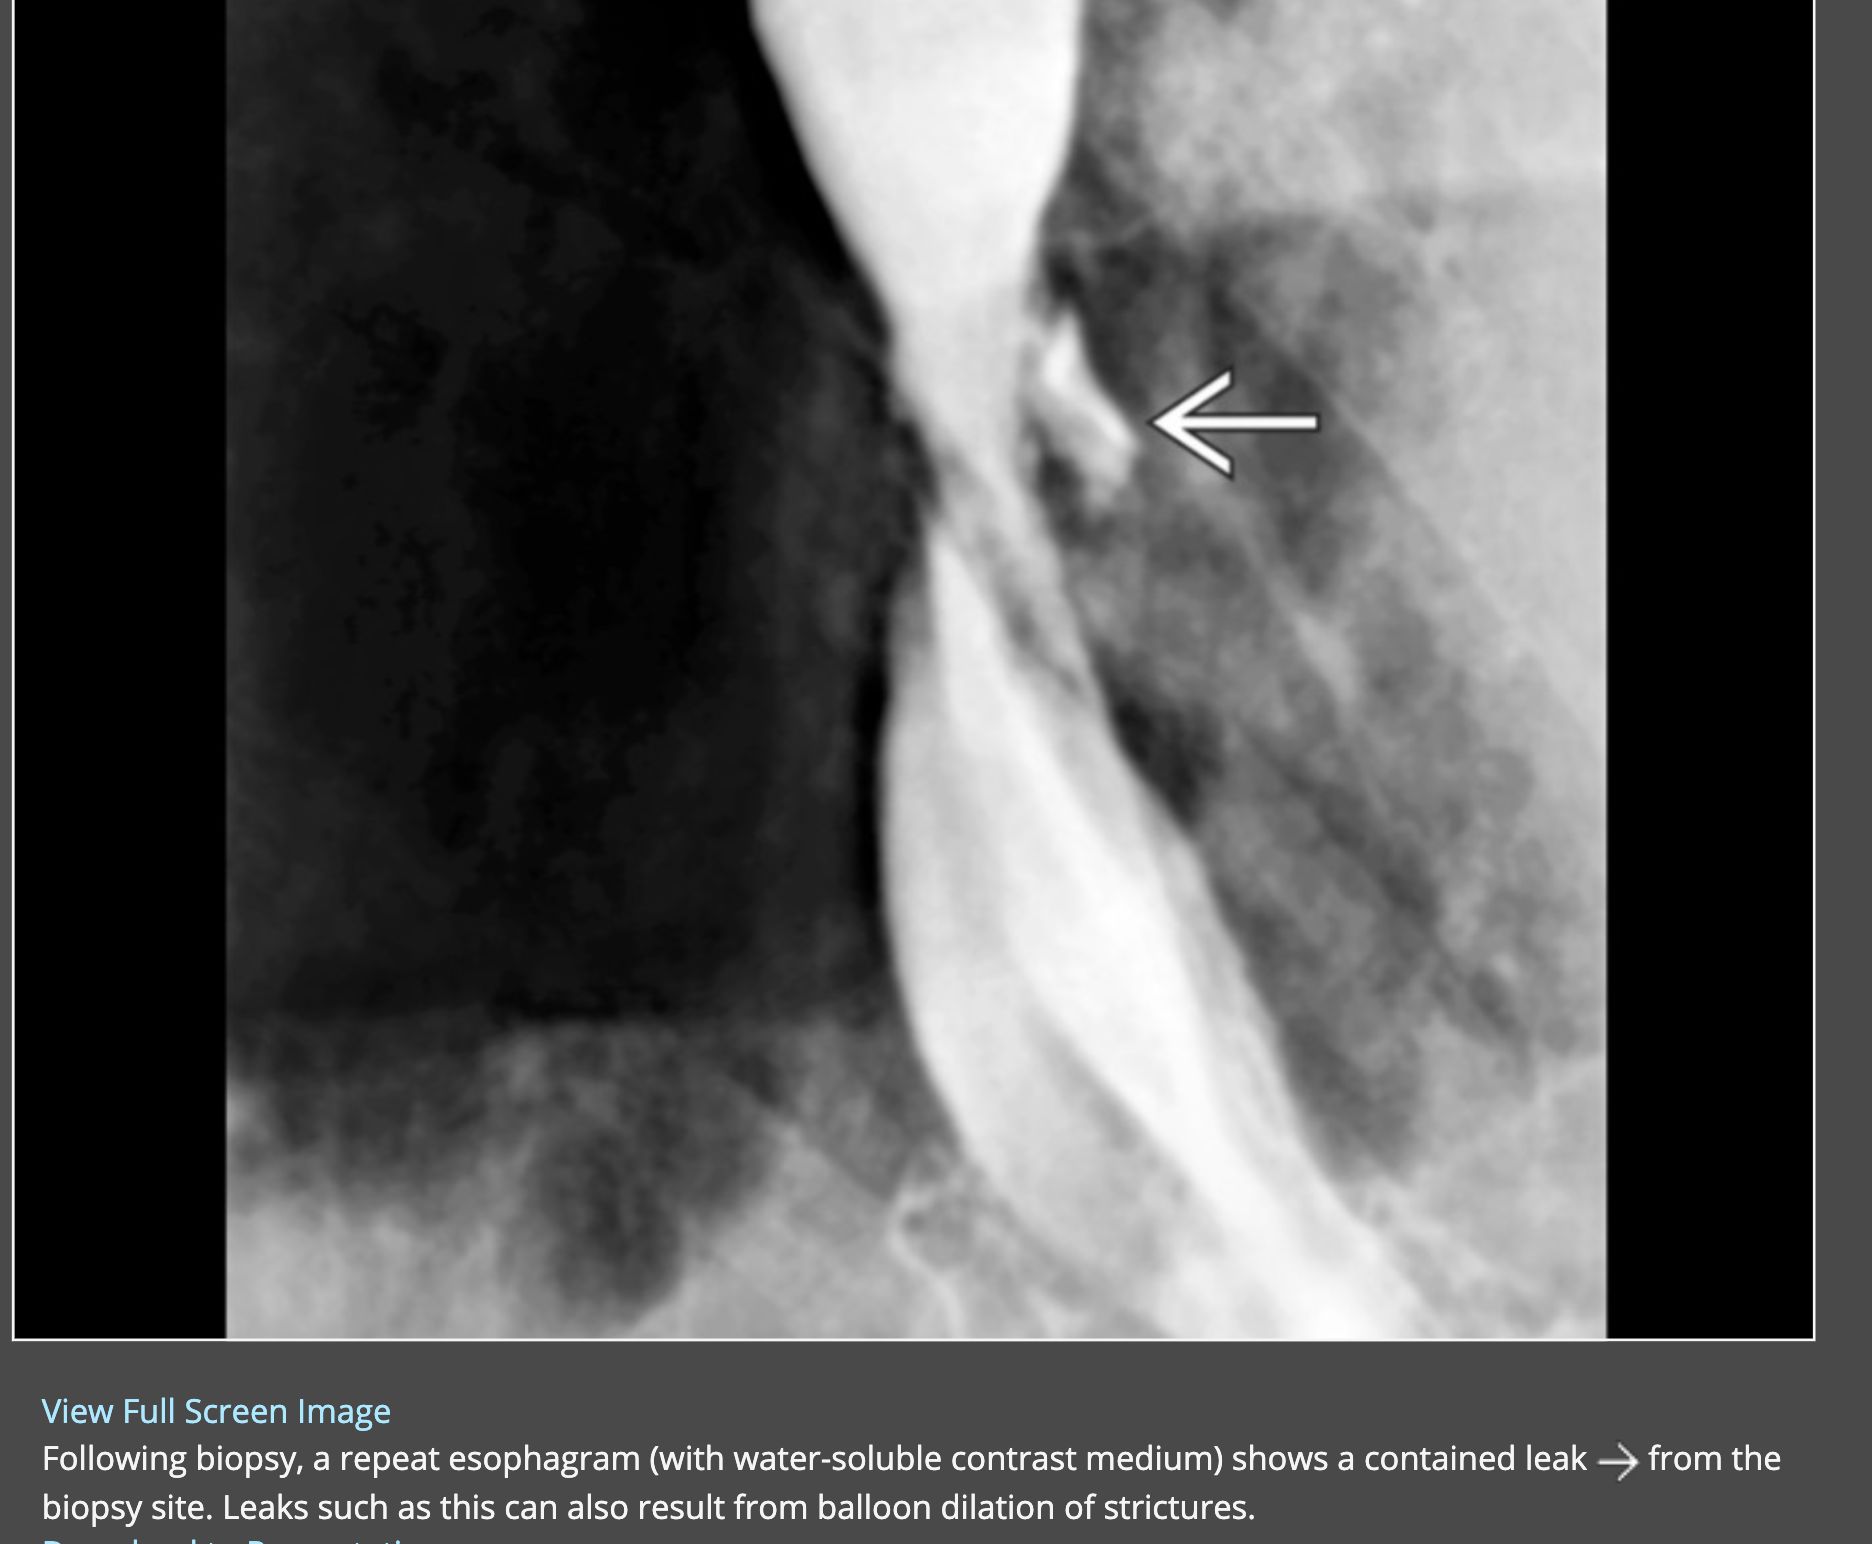 View Full Screen Image
Following biopsy, a repeat esophagram (with water-soluble contrast medium) shows a contained leak → from the
biopsy site. Leaks such as this can also result from balloon dilation of strictures.